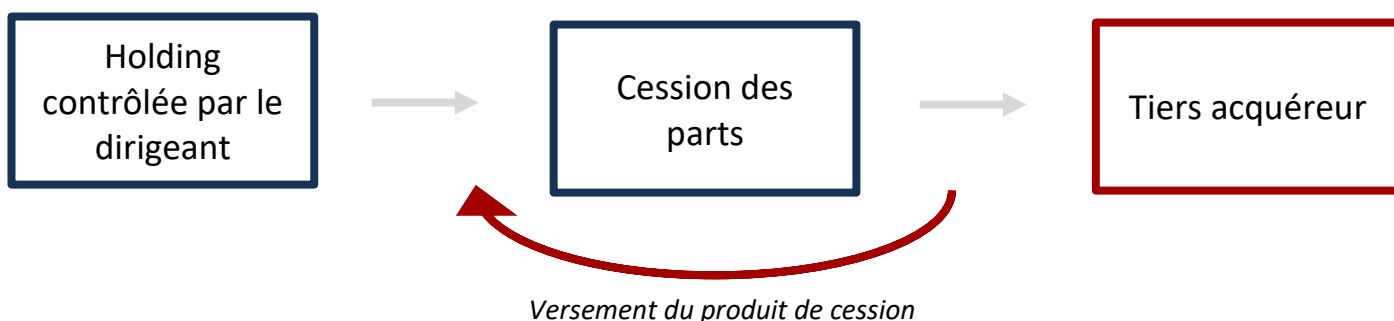 Holding
contrôlée par le
dirigeant
Cession des
parts
Tiers acquéreur
Versement du produit de cession